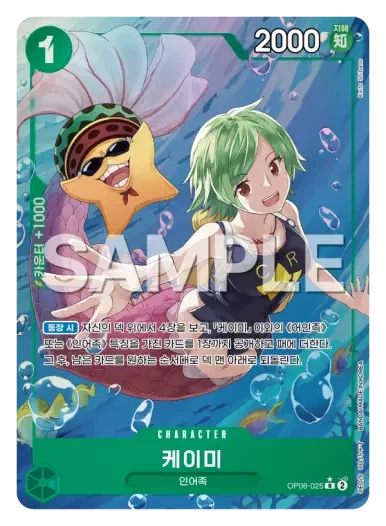 1
2000
지혜
知
카운터 +1000
SAMPLE
CRIMINAL
등장 시 자신의 덱 위에서 4장을 보고, 「케이미」 이외의 《어인족》
또는 《인어족》 특징을 가진 카드를 1장까지 공개하고 패에 더한다.
그 후, 남은 카드를 원하는 순서대로 덱 맨 아래로 되돌린다.
CHARACTER
케이미
인어족
OP06-025 R 2